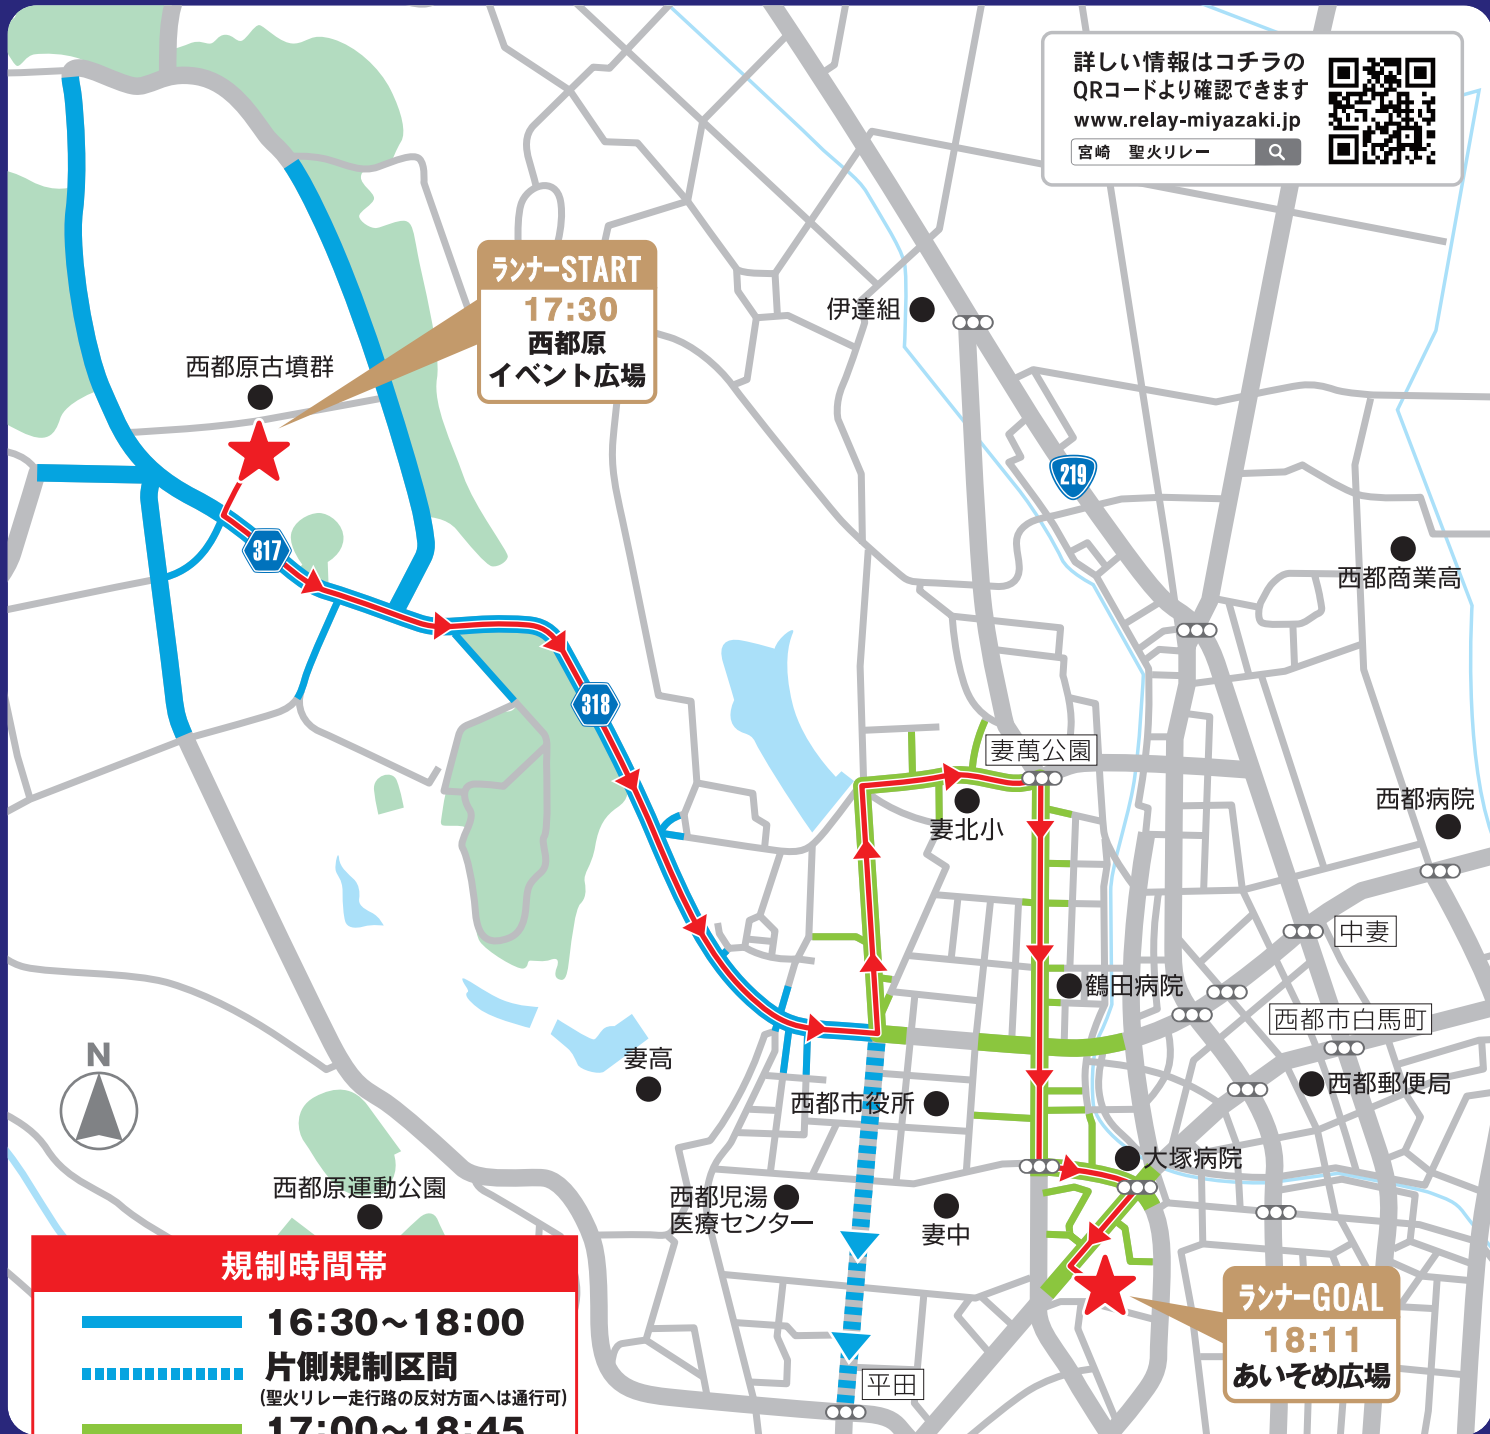 詳しい情報はコチラの
QRコードより確認できます
www.relay-miyazaki.jp
宮崎　聖火リレー
ランナーSTART
17:30
西都原
イベント広場
伊達組
西都原古墳群
219
317
西都商業高
318
妻萬公園
西都病院
妻北小
中妻
鶴田病院
西都市白馬町
N
妻高
西都郵便局
西都市役所
大塚病院
西都原運動公園
西都児湯
医療センター
妻中
規制時間帯
16:30〜18:00
片側規制区間
(聖火リレー走行路の反対方面へは通行可)
17:00〜18:45
平田
ランナーGOAL
18:11
あいそめ広場